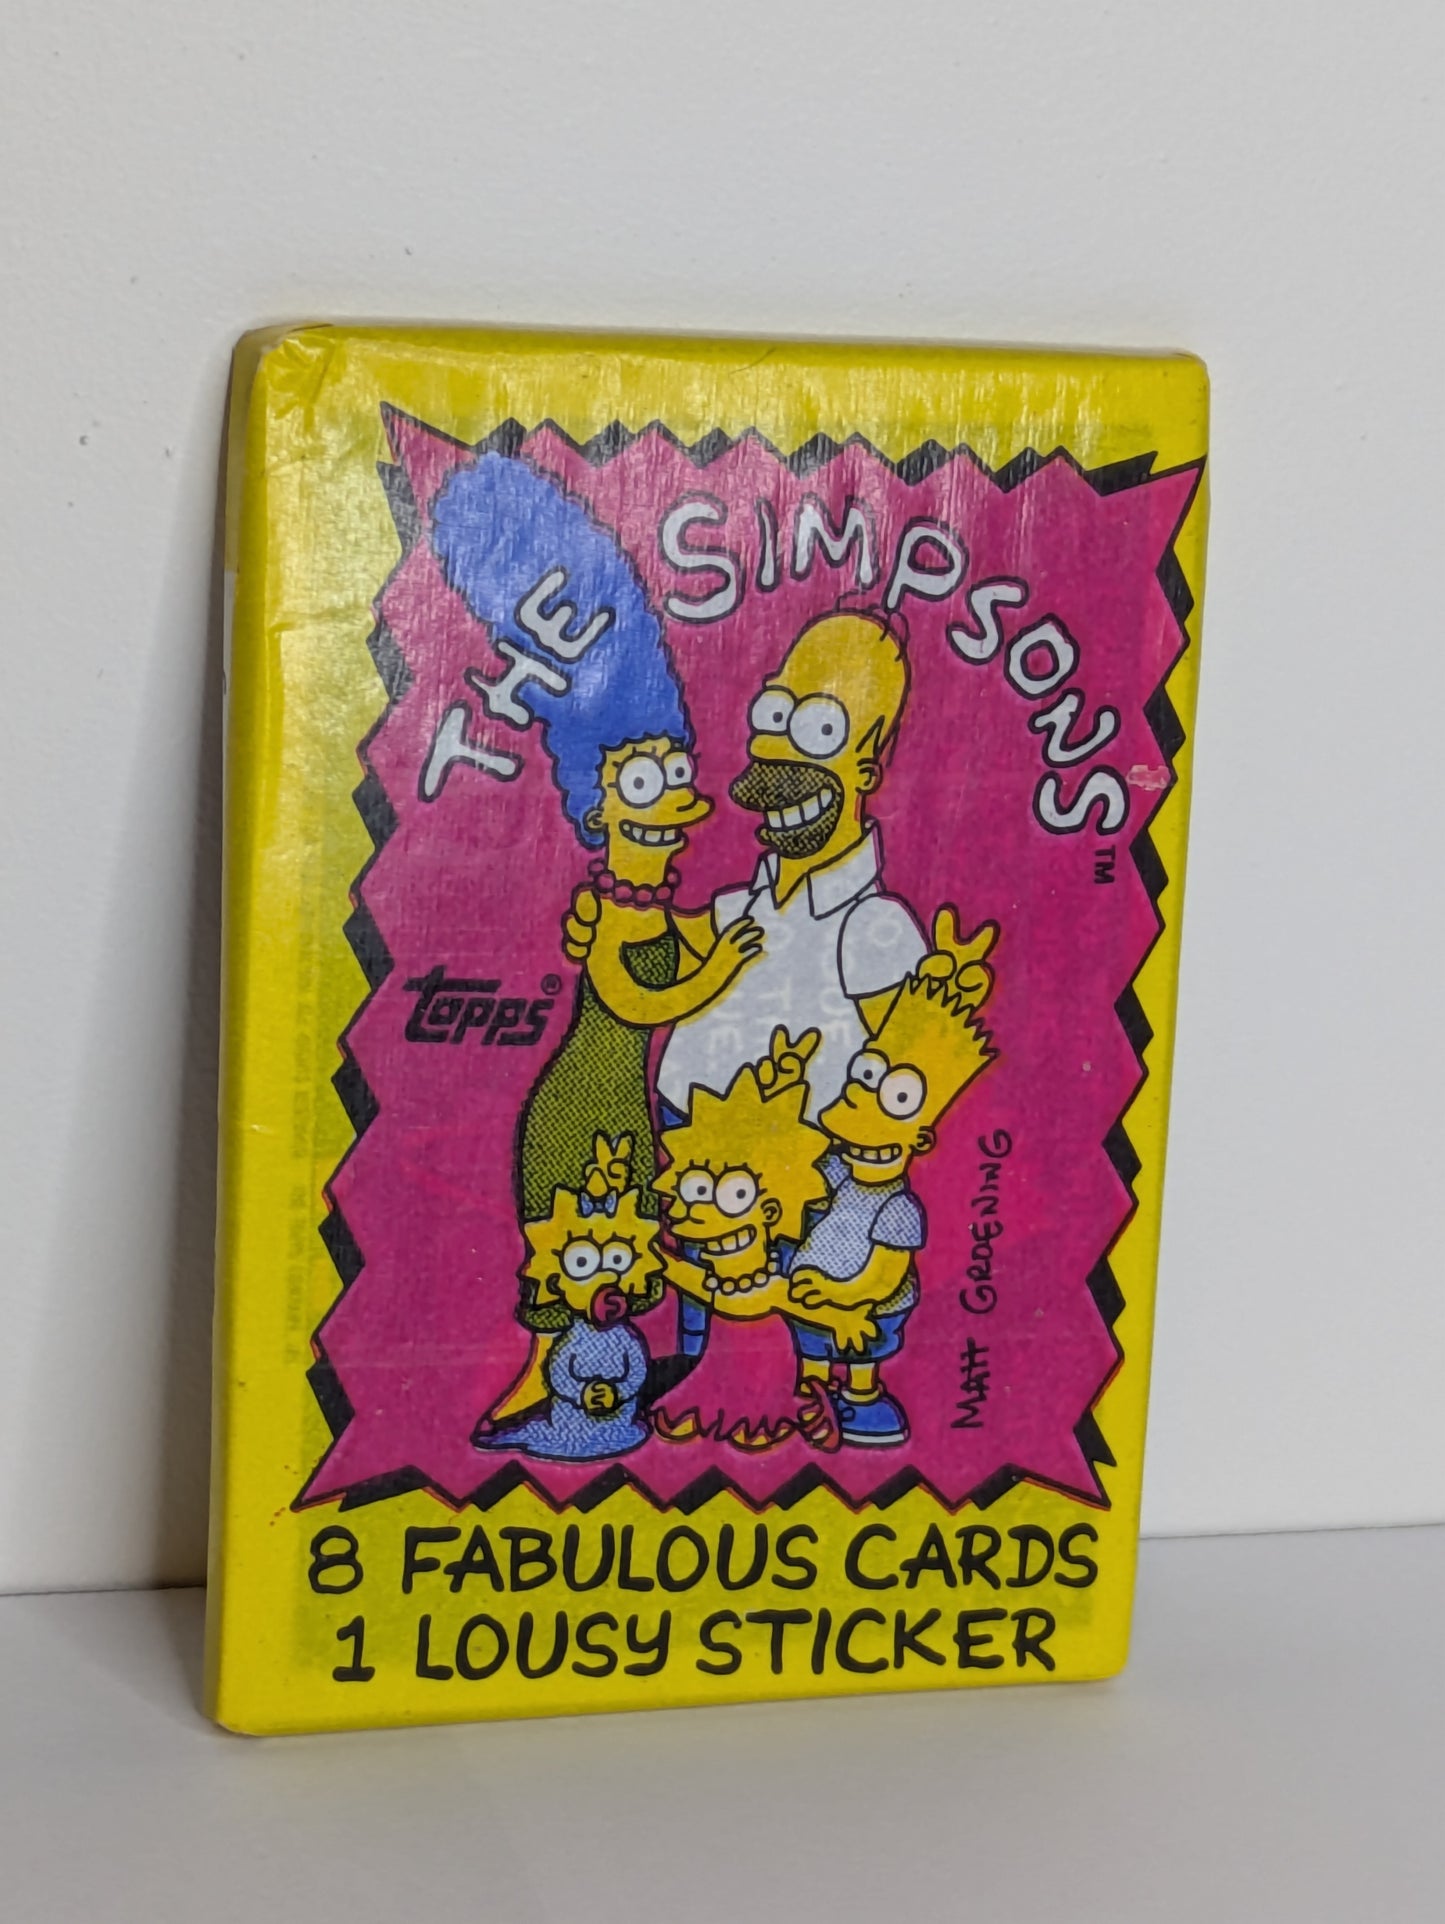 THE SIMPSONS™
topps®
MATT GROENING
8 FABULOUS CARDS
1 LOUSY STICKER